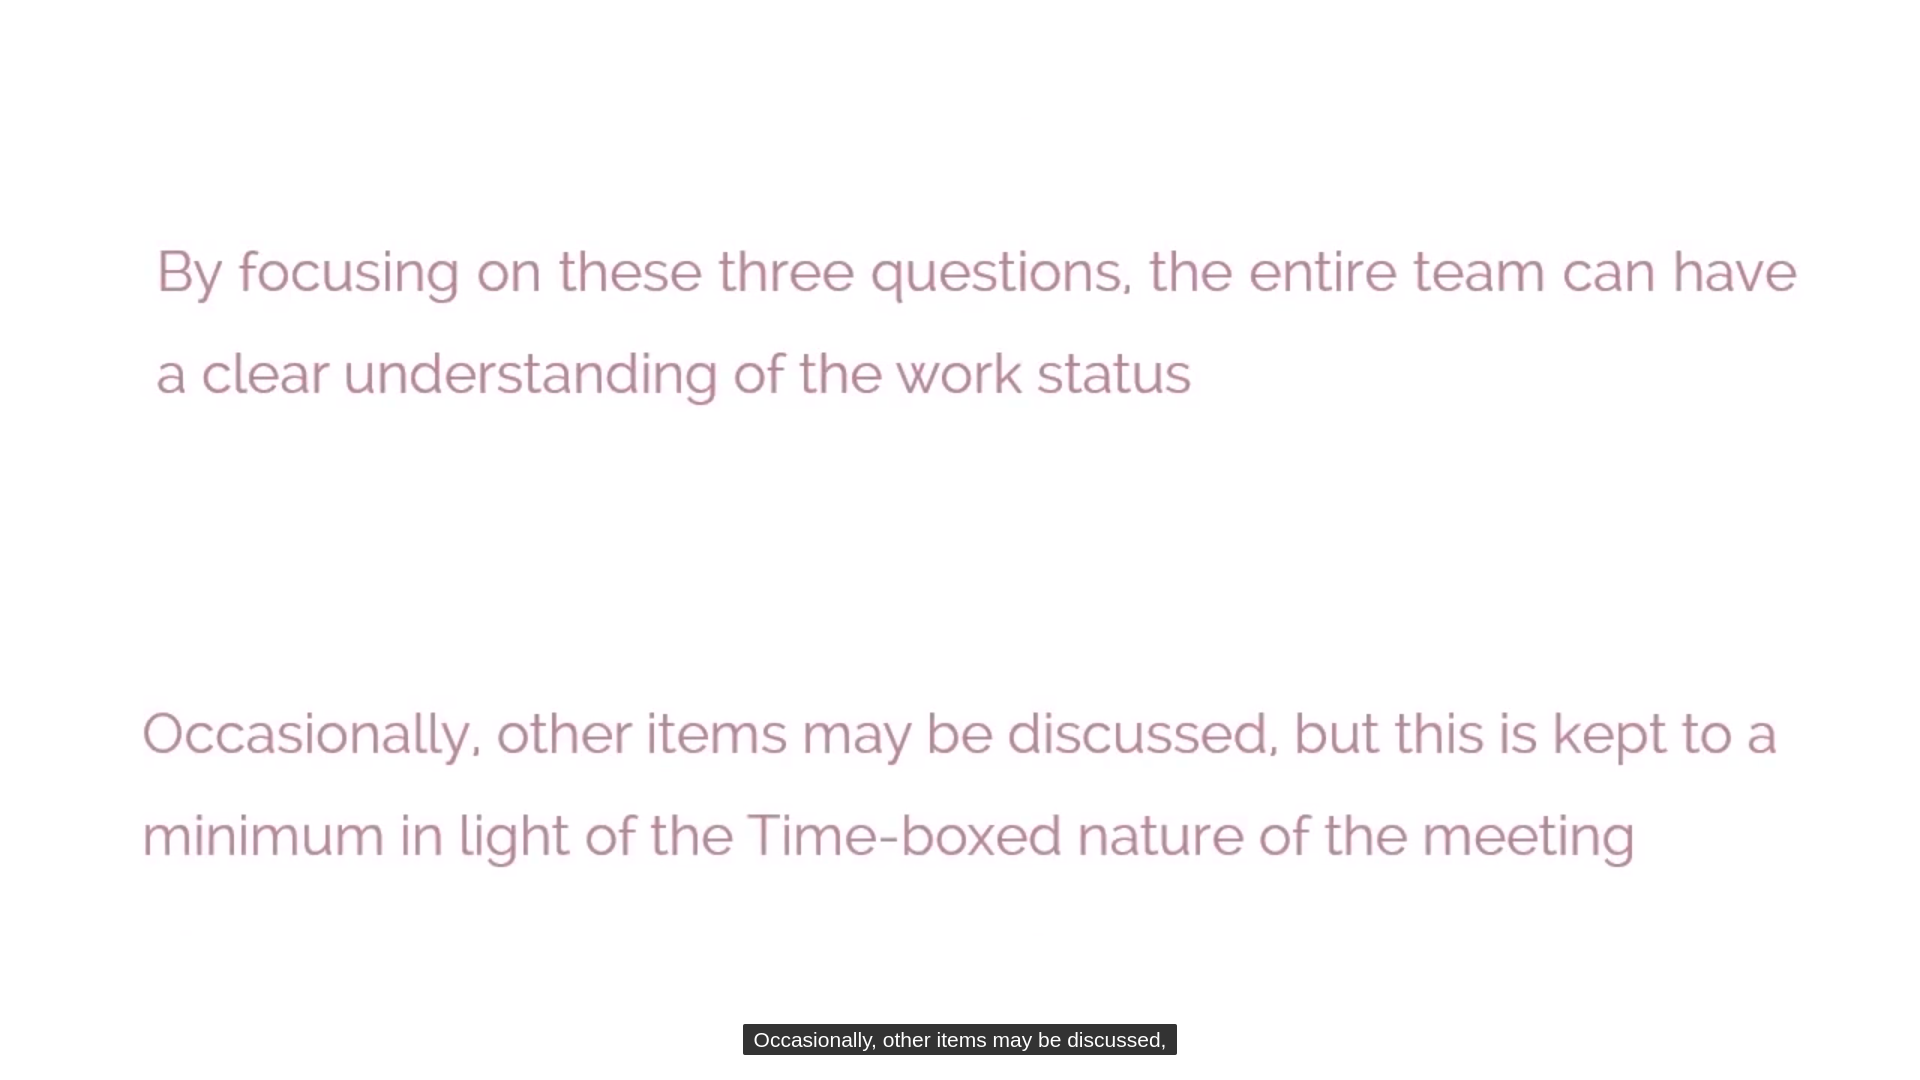 By focusing on these three questions, the entire team can have
a clear understanding of the work status
Occasionally, other items may be discussed, but this is kept to a
minimum in light of the Time-boxed nature of the meeting
Occasionally, other items may be discussed,